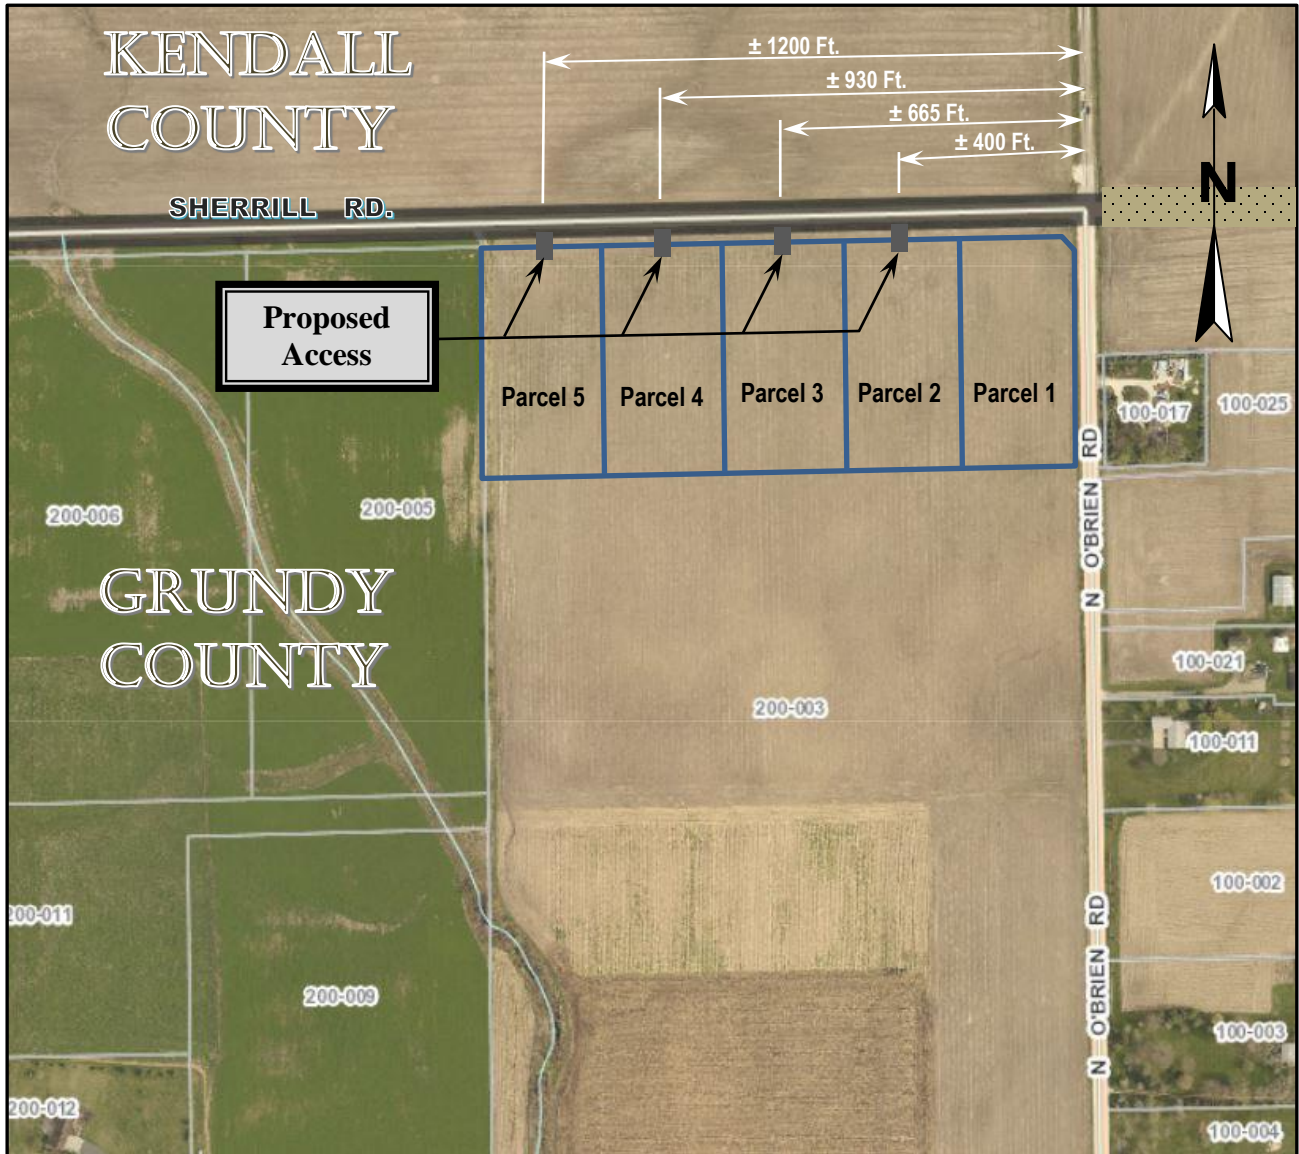 KENDALL
COUNTY
± 1200 Ft.
± 930 Ft.
± 665 Ft.
± 400 Ft.
N
SHERRILL RD.
Proposed
Access
Parcel 5
Parcel 4
Parcel 3
Parcel 2
Parcel 1
100-017
100-025
N O'BRIEN RD
200-006
200-005
GRUNDY
COUNTY
200-003
100-021
100-011
100-002
200-011
N O'BRIEN RD
200-009
100-003
200-012
100-004